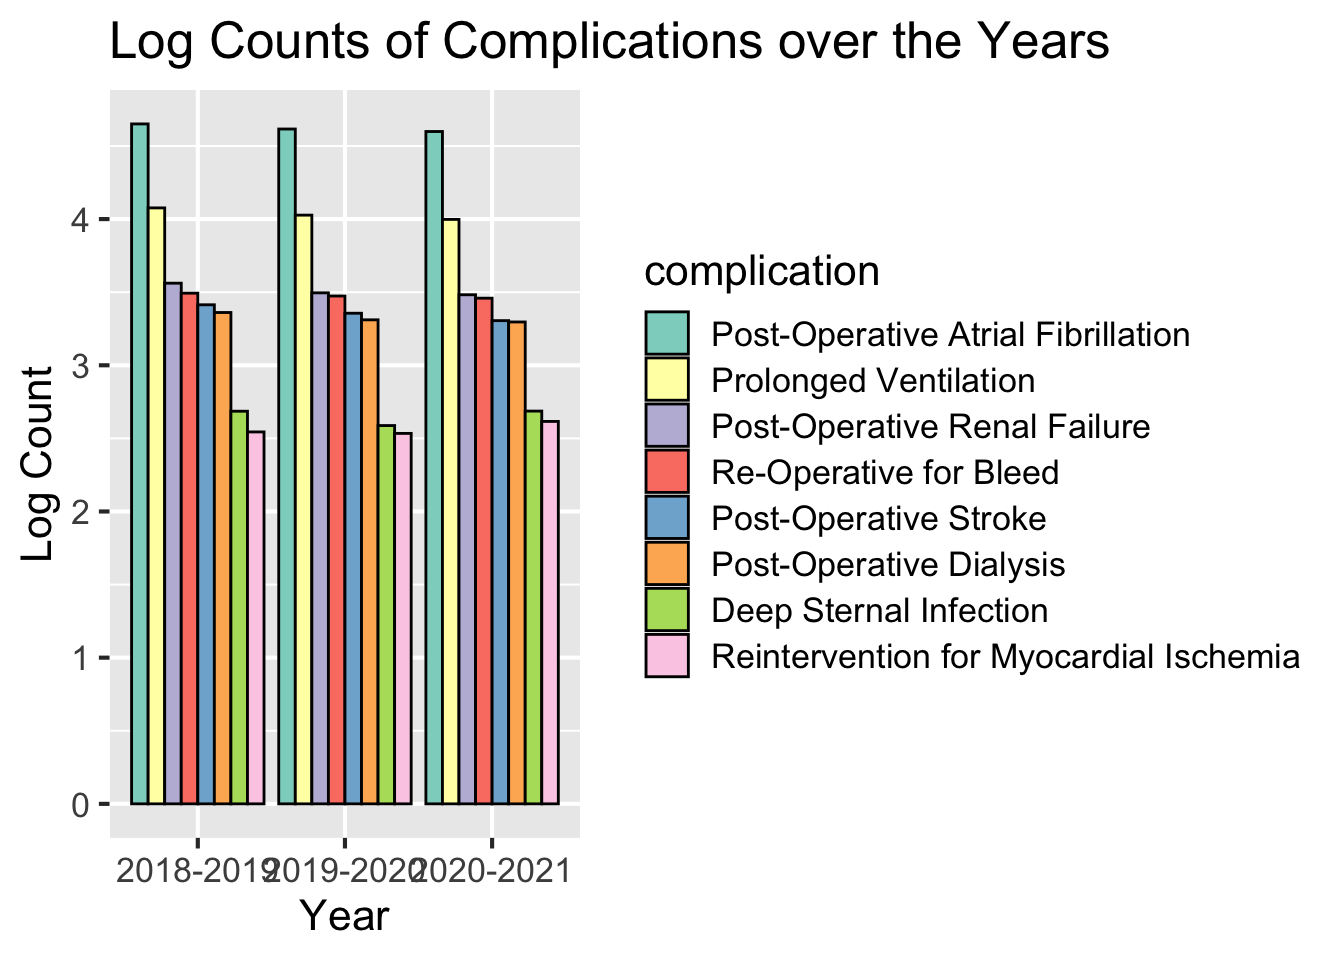 Log Counts of Complications over the Years
Log Count
4
3
2
1
0
2018-2019
2019-2020
2020-2021
Year
complication
Post-Operative Atrial Fibrillation
Prolonged Ventilation
Post-Operative Renal Failure
Re-Operative for Bleed
Post-Operative Stroke
Post-Operative Dialysis
Deep Sternal Infection
Reintervention for Myocardial Ischemia